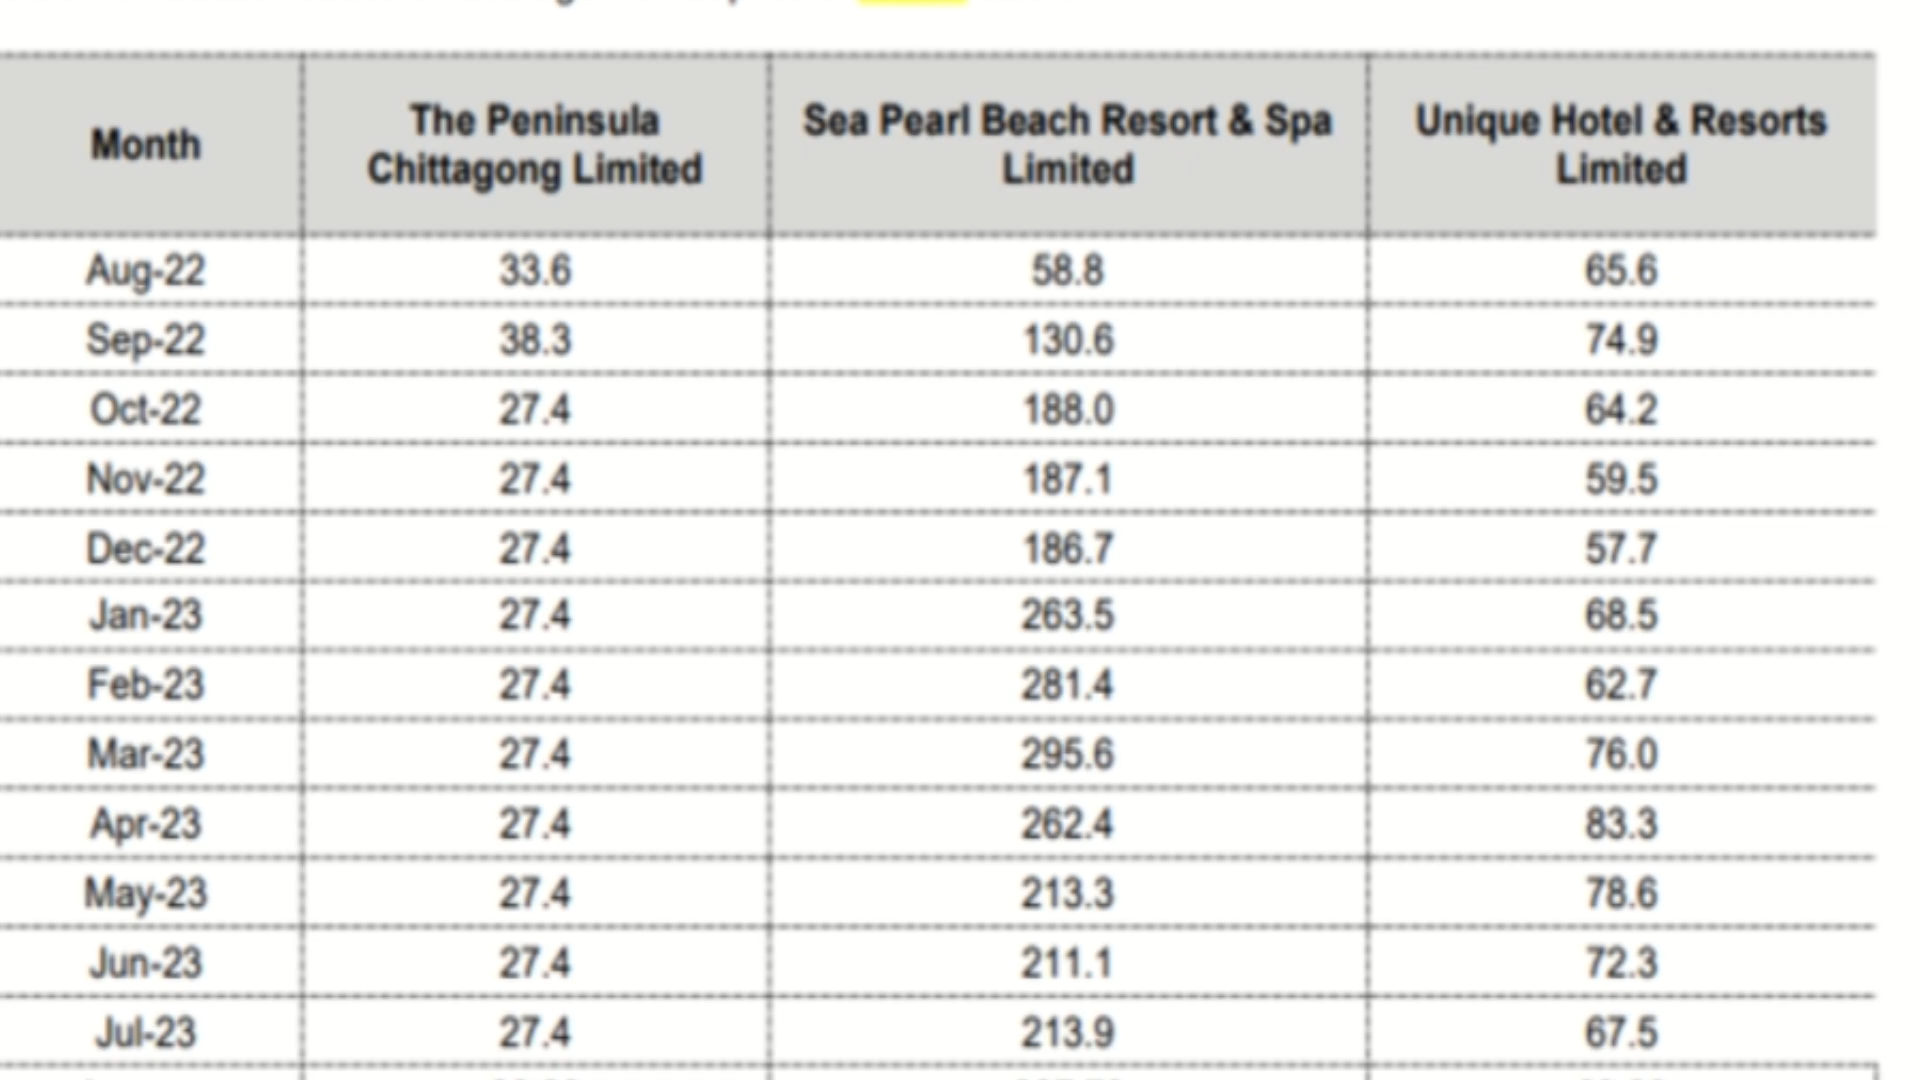 Month The Peninsula Chittagong Limited Sea Pearl Beach Resort & Spa Limited Unique Hotel & Resorts Limited
Aug-22 33.6 58.8 65.6
Sep-22 38.3 130.6 74.9
Oct-22 27.4 188.0 64.2
Nov-22 27.4 187.1 59.5
Dec-22 27.4 186.7 57.7
Jan-23 27.4 263.5 68.5
Feb-23 27.4 281.4 62.7
Mar-23 27.4 295.6 76.0
Apr-23 27.4 262.4 83.3
May-23 27.4 213.3 78.6
Jun-23 27.4 211.1 72.3
Jul-23 27.4 213.9 67.5